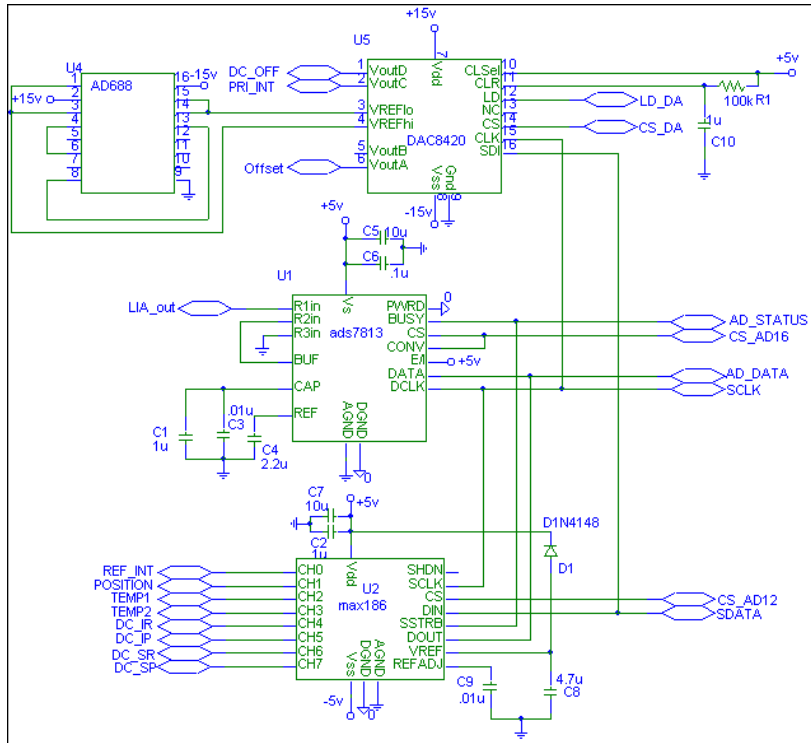 +15v
+5v
U5
U4
AD688
1
2
3
4
5
6
7
8
16
15
14
13
12
11
10
9
-15v
+15v
DC_OFF
PRI_INT
Offset
1
2
3
4
5
6
VoutD
VoutC
VREFlo
VREFhi
VoutB
VoutA
7
Vdd
DAC8420
CLSel
CLR
LD
NC
CS
CLK
SDI
10
11
12
13
14
15
16
Vss
Gnd
8
9
-15v
LD_DA
CS_DA
100k
R1
1u
C10
+5v
C5
10u
C6
.1u
U1
Vs
ads7813
LIA_out
R1in
R2in
R3in
BUF
CAP
REF
PWRD
0
BUSY
CS
CONV
E/I
+5v
DATA
DCLK
AGND
DGND
0
AD_STATUS
CS_AD16
AD_DATA
SCLK
C1
1u
.01u
C3
C4
2.2u
C7
10u
C2
1u
+5v
Vdd
U2
max186
REF_INT
POSITION
TEMP1
TEMP2
DC_IR
DC_IP
DC_SR
DC_SP
CH0
CH1
CH2
CH3
CH4
CH5
CH6
CH7
SHDN
SCLK
CS
DIN
SSTRB
DOUT
VREF
REFADJ
Vss
DGND
AGND
-5v
0
D1N4148
D1
CS_AD12
SDATA
C9
.01u
4.7u
C8